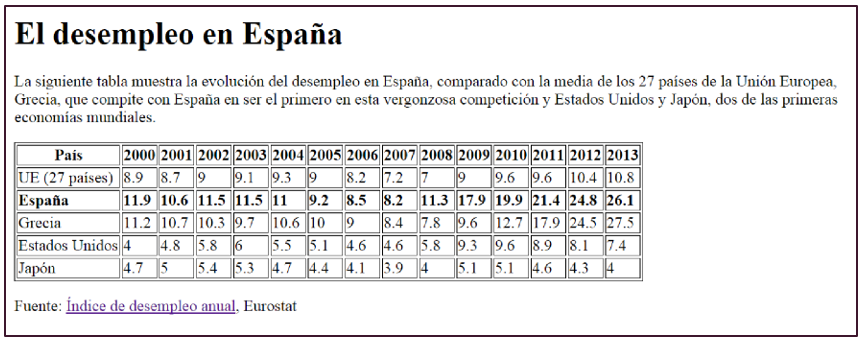 El desempleo en España
La siguiente tabla muestra la evolución del desempleo en España, comparado con la media de los 27 países de la Unión Europea,
Grecia, que compite con España en ser el primero en esta vergonzosa competición y Estados Unidos y Japón, dos de las primeras
economías mundiales.
País 2000 2001 2002 2003 2004 2005 2006 2007 2008 2009 2010 2011 2012 2013
UE (27 países) 8.9 8.7 9 9.1 9.3 9 8.2 7.2 7 9 9.6 9.6 10.4 10.8
España 11.9 10.6 11.5 11.5 11 9.2 8.5 8.2 11.3 17.9 19.9 21.4 24.8 26.1
Grecia 11.2 10.7 10.3 9.7 10.6 10 9 8.4 7.8 9.6 12.7 17.9 24.5 27.5
Estados Unidos 4 4.8 5.8 6 5.5 5.1 4.6 4.6 5.8 9.3 9.6 8.9 8.1 7.4
Japón 4.7 5 5.4 5.3 4.7 4.4 4.1 3.9 4 5.1 5.1 4.6 4.3 4
Fuente: Índice de desempleo anual, Eurostat